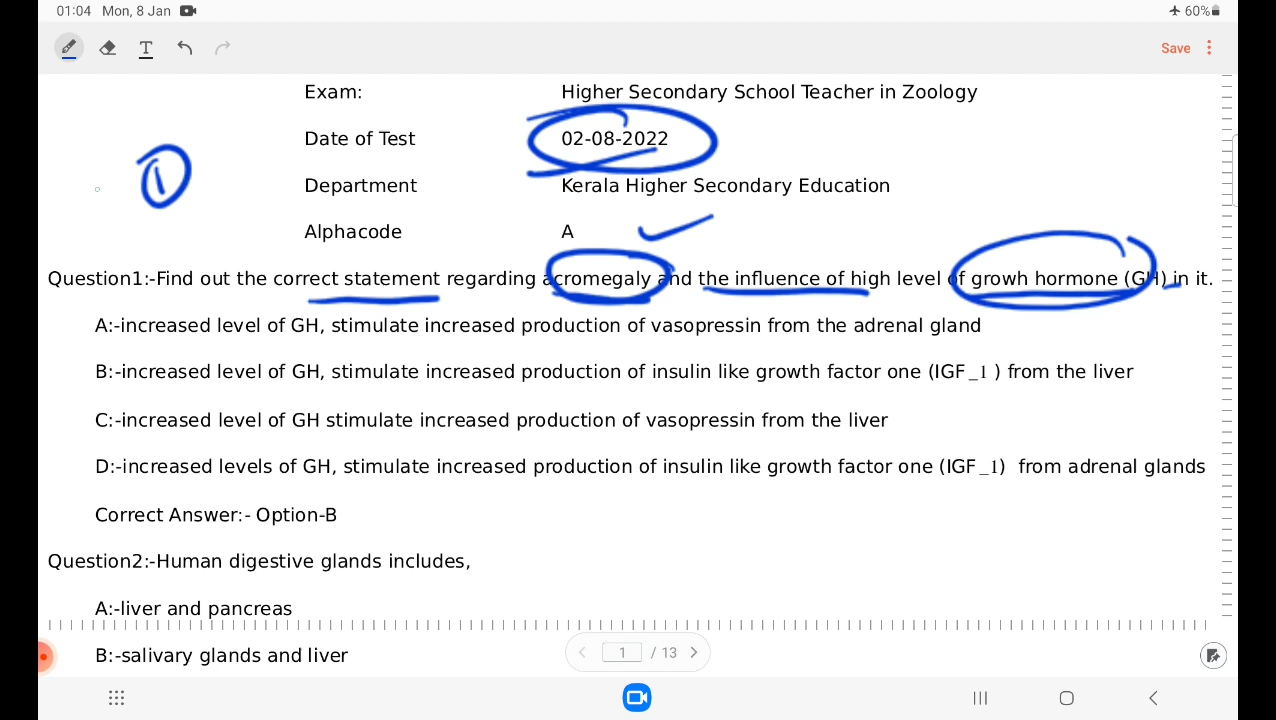 01:04 Mon, 8 Jan 60%
T Save
Exam: Higher Secondary School Teacher in Zoology
Date of Test 02-08-2022
1
Department Kerala Higher Secondary Education
Alphacode A
Question1:-Find out the correct statement regarding acromegaly and the influence of high level of growh hormone (GH) in it.
A:-increased level of GH, stimulate increased production of vasopressin from the adrenal gland
B:-increased level of GH, stimulate increased production of insulin like growth factor one (IGF_1 ) from the liver
C:-increased level of GH stimulate increased production of vasopressin from the liver
D:-increased levels of GH, stimulate increased production of insulin like growth factor one (IGF_1) from adrenal glands
Correct Answer:- Option-B
Question2:-Human digestive glands includes,
A:-liver and pancreas
B:-salivary glands and liver
1 / 13